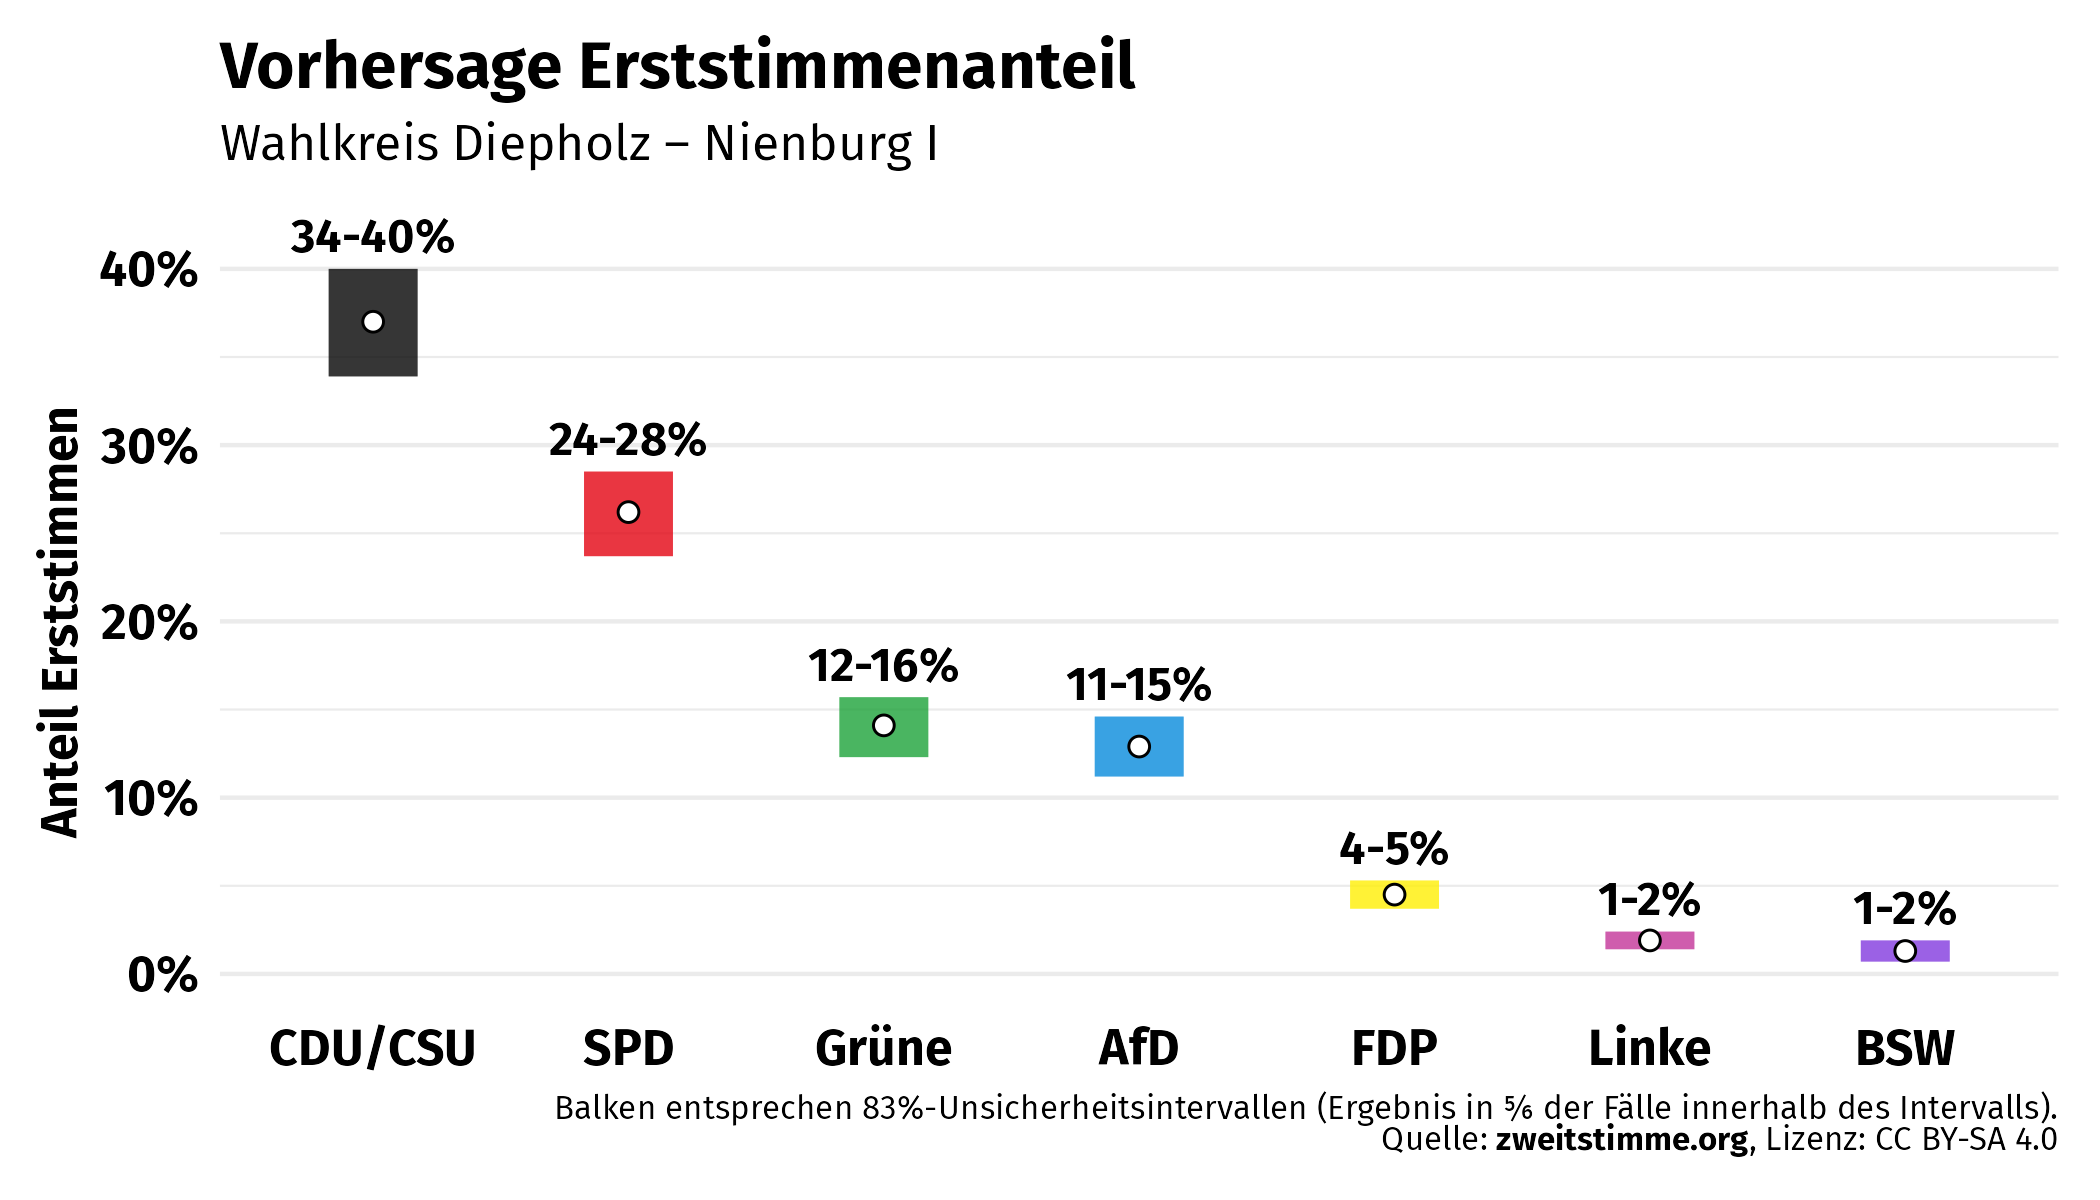 Vorhersage Erststimmenanteil
Wahlkreis Diepholz – Nienburg I
34-40%
40%
24-28%
30%
Anteil Erststimmen
12-16%
11-15%
20%
10%
4-5%
1-2%
1-2%
0%
CDU/CSU SPD Grüne AfD FDP Linke BSW
Balken entsprechen 83%-Unsicherheitsintervallen (Ergebnis in ⅚ der Fälle innerhalb des Intervalls).
Quelle: zweitstimme.org, Lizenz: CC BY-SA 4.0